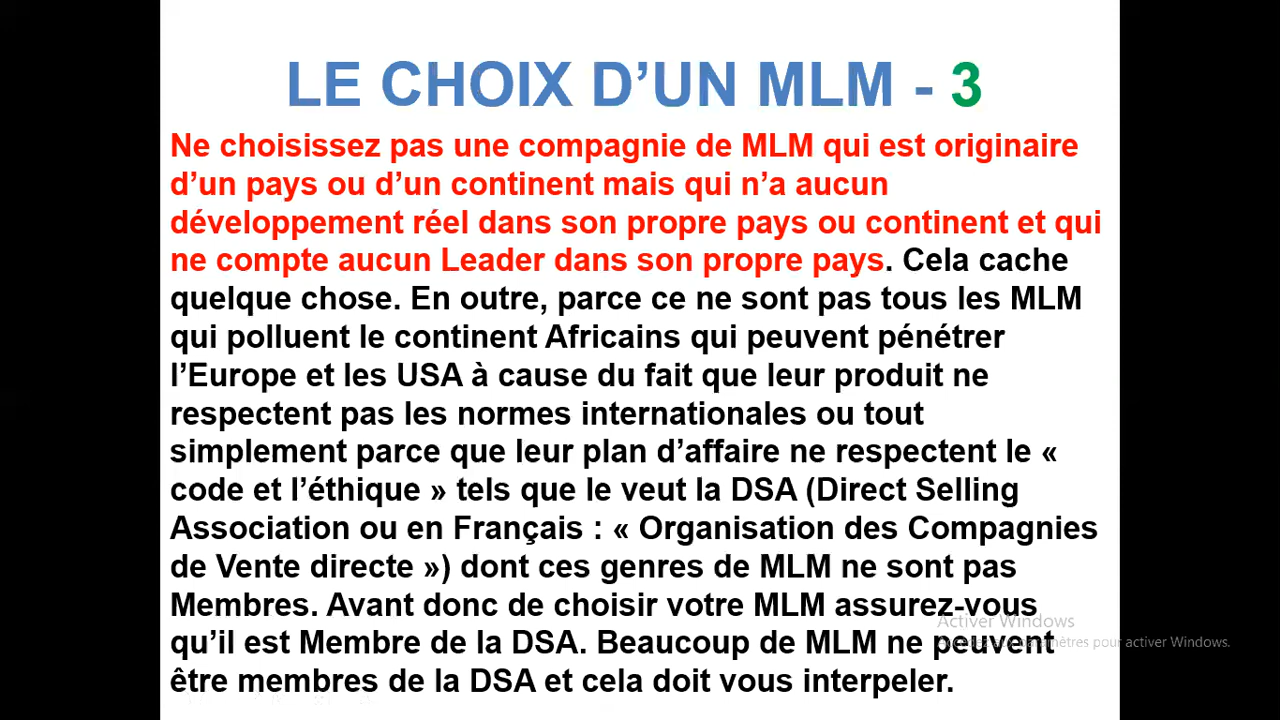 LE CHOIX D’UN MLM - 3
Ne choisissez pas une compagnie de MLM qui est originaire
d’un pays ou d’un continent mais qui n’a aucun
développement réel dans son propre pays ou continent et qui
ne compte aucun Leader dans son propre pays. Cela cache
quelque chose. En outre, parce ce ne sont pas tous les MLM
qui polluent le continent Africains qui peuvent pénétrer
l’Europe et les USA à cause du fait que leur produit ne
respectent pas les normes internationales ou tout
simplement parce que leur plan d’affaire ne respectent le «
code et l’éthique » tels que le veut la DSA (Direct Selling
Association ou en Français : « Organisation des Compagnies
de Vente directe ») dont ces genres de MLM ne sont pas
Membres. Avant donc de choisir votre MLM assurez-vous
qu’il est Membre de la DSA. Beaucoup de MLM ne peuvent
être membres de la DSA et cela doit vous interpeler.
Activer Windows
paramètres pour activer Windows.